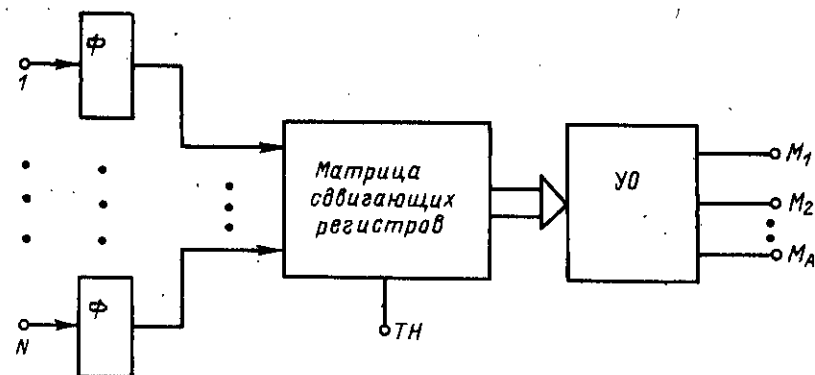 Ф
1
Матрица
сдвигающих
регистров
УО
M1
M2
MA
Ф
N
ТН